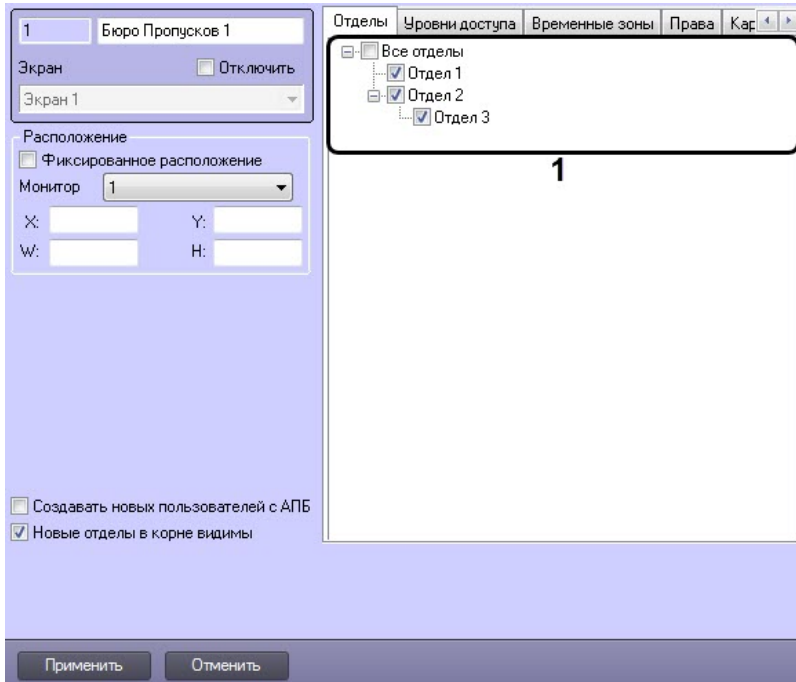 1 Бюро Пропусков 1
Экран Отключить
Экран 1
Расположение
Фиксированное расположение
Монитор 1
X: Y:
W: H:
Создавать новых пользователей с АПБ
Новые отделы в корне видимы
Отделы Уровни доступа Временные зоны Права Кар
Все отделы
Отдел 1
Отдел 2
Отдел 3
1
Применить Отменить